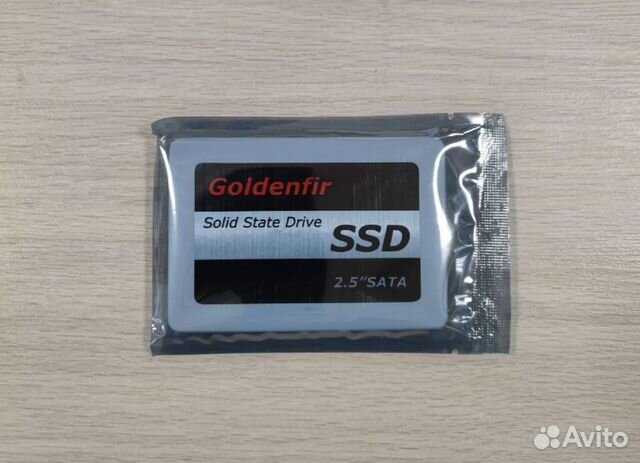 Goldenfir
Solid State Drive
SSD
2.5"SATA
Avito